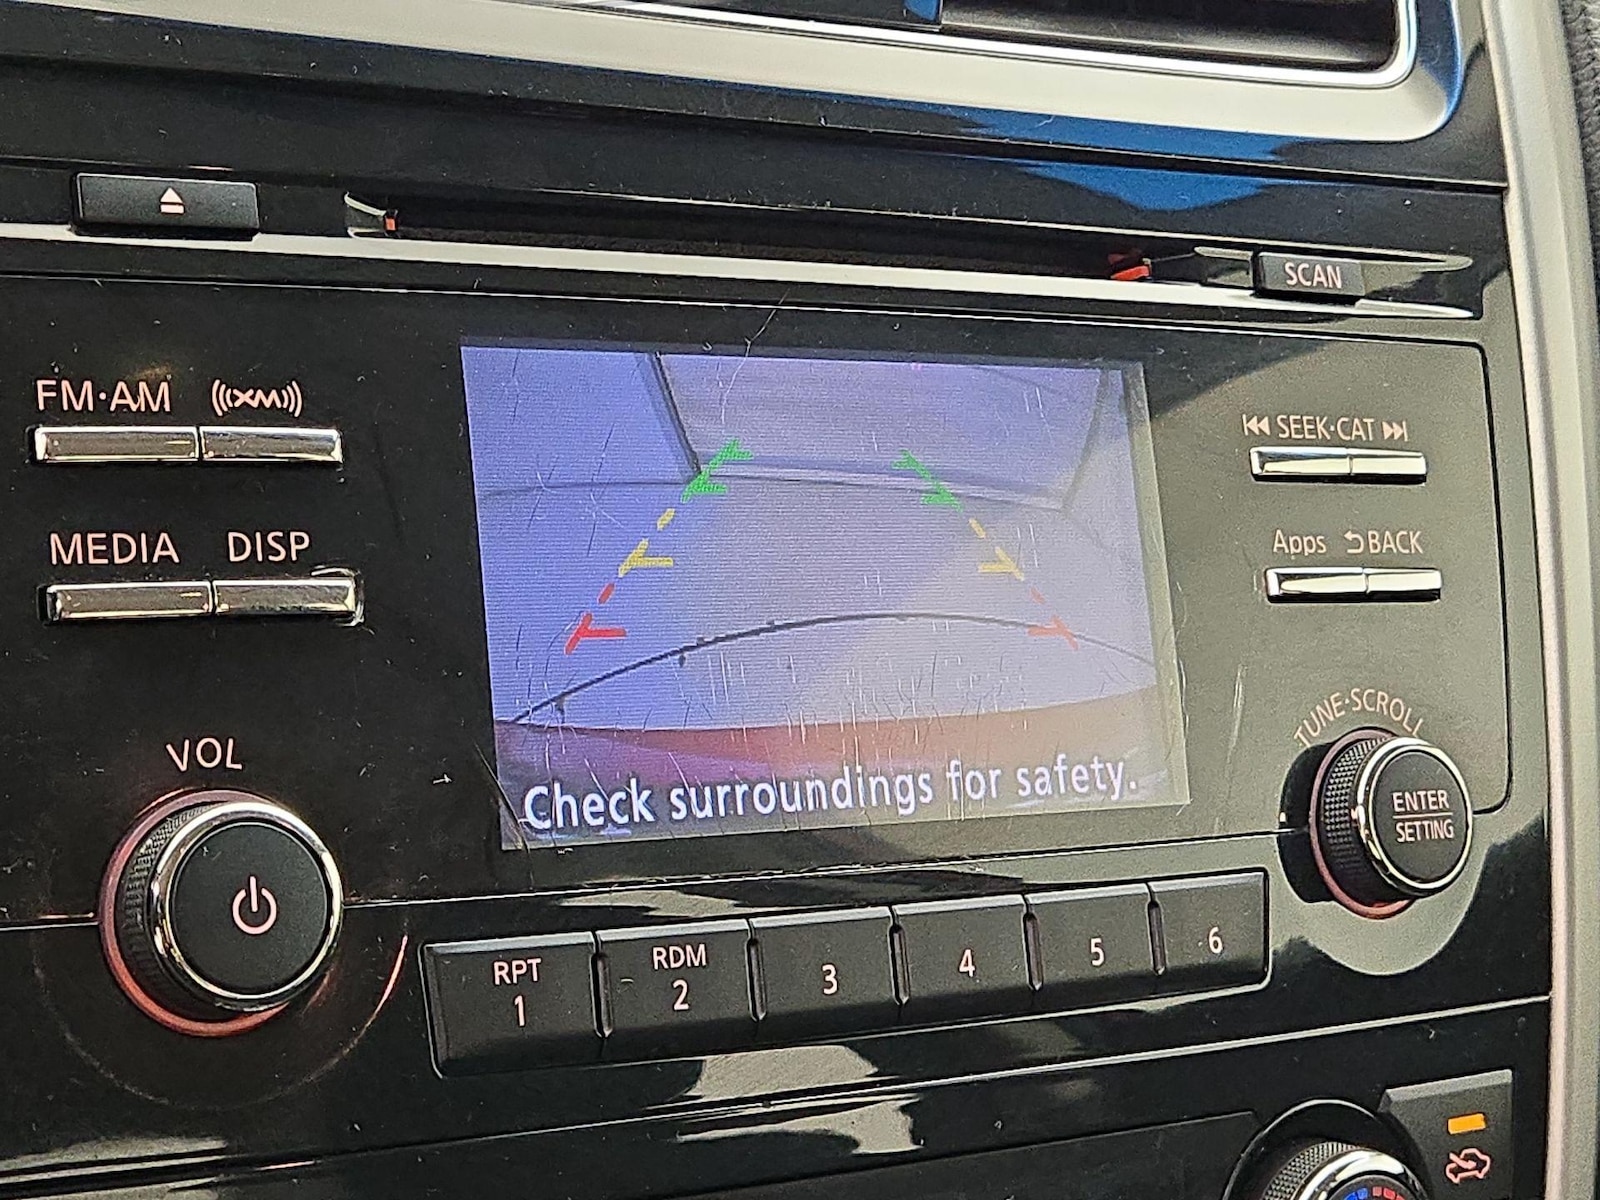 SCAN
FM·AM
XM
SEEK·CAT
MEDIA
DISP
Apps
BACK
TUNE·SCROLL
VOL
Check surroundings for safety.
ENTER
SETTING
RPT
1
RDM
2
3
4
5
6